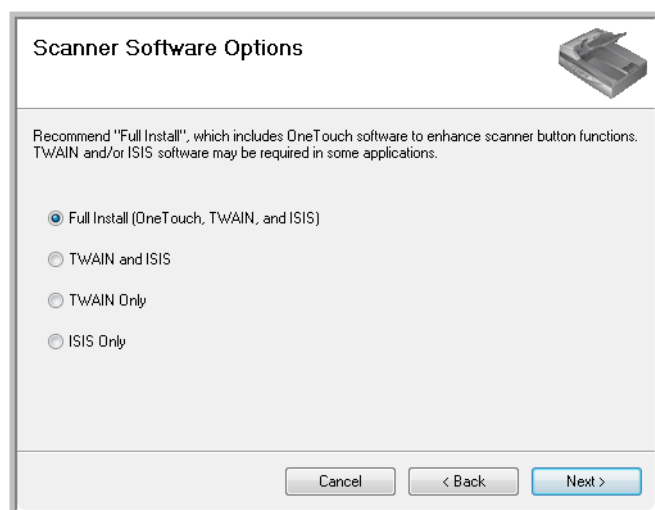 Scanner Software Options
Recommend "Full Install", which includes OneTouch software to enhance scanner button functions.
TWAIN and/or ISIS software may be required in some applications.
Full Install (OneTouch, TWAIN, and ISIS)
TWAIN and ISIS
TWAIN Only
ISIS Only
Cancel
< Back
Next >